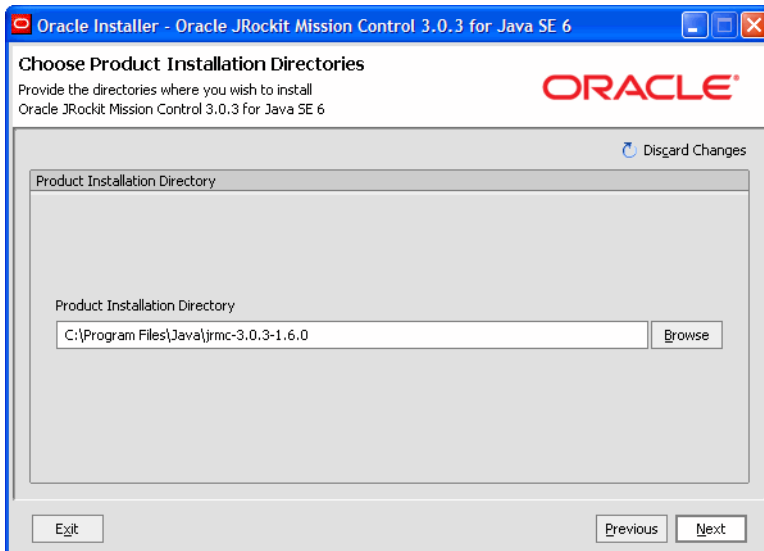 Oracle Installer - Oracle JRockit Mission Control 3.0.3 for Java SE 6
Choose Product Installation Directories
Provide the directories where you wish to install
Oracle JRockit Mission Control 3.0.3 for Java SE 6
ORACLE®
Discard Changes
Product Installation Directory
Product Installation Directory
C:\Program Files\Java\jrmc-3.0.3-1.6.0
Browse
Exit
Previous
Next